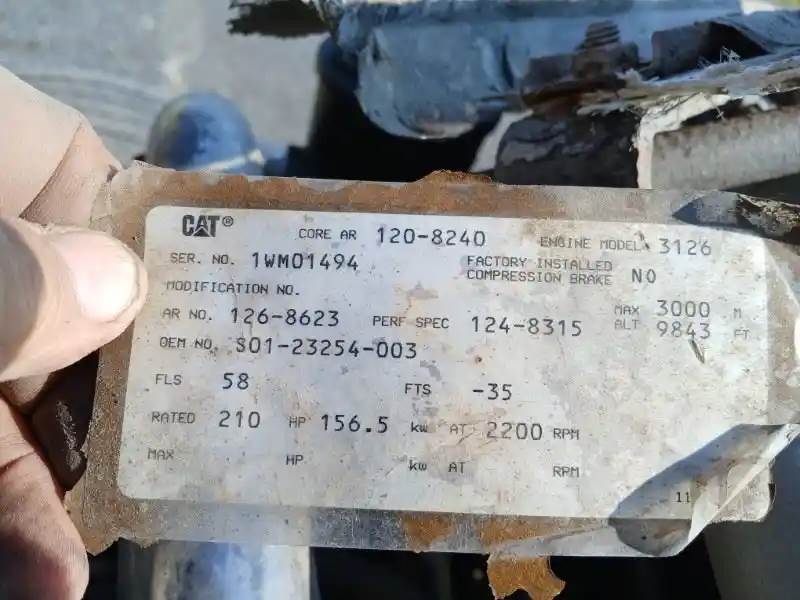 CAT® CORE AR 120-8240 ENGINE MODEL 3126
SER. NO. 1WM01494 FACTORY INSTALLED COMPRESSION BRAKE NO
MODIFICATION NO.
AR NO. 126-8623 PERF SPEC 124-8315 MAX ALT 3000 M 9843 FT
OEM NO. S01-23254-003
FLS 58 FTS -35
RATED 210 HP 156.5 kw AT 2200 RPM
MAX HP kw AT RPM
11